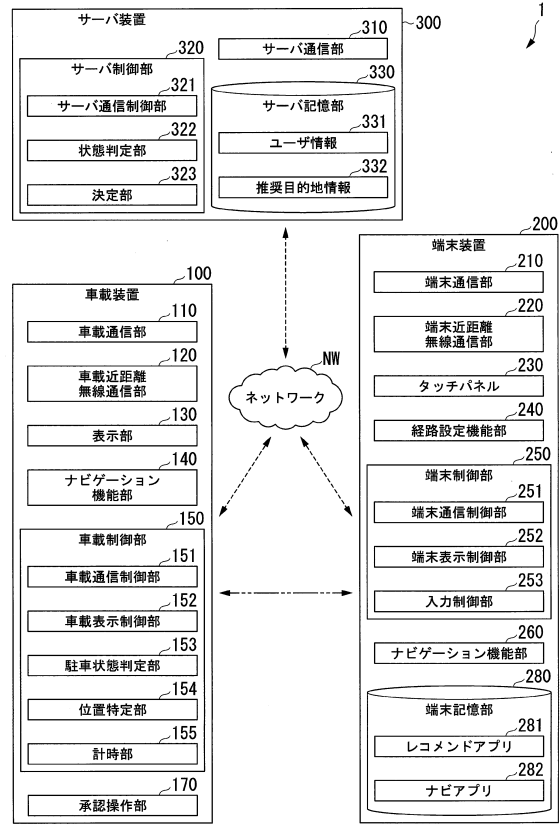 1
サーバ装置
300
サーバ通信部
310
サーバ制御部
320
サーバ通信制御部
321
状態判定部
322
決定部
323
サーバ記憶部
330
ユーザ情報
331
推奨目的地情報
332
ネットワーク
NW
車載装置
100
車載通信部
110
車載近距離
無線通信部
120
表示部
130
ナビゲーション
機能部
140
車載制御部
150
車載通信制御部
151
車載表示制御部
152
駐車状態判定部
153
位置特定部
154
計時部
155
承認操作部
170
端末装置
200
端末通信部
210
端末近距離
無線通信部
220
タッチパネル
230
経路設定機能部
240
端末制御部
250
端末通信制御部
251
端末表示制御部
252
入力制御部
253
ナビゲーション機能部
260
端末記憶部
280
レコメンドアプリ
281
ナビアプリ
282